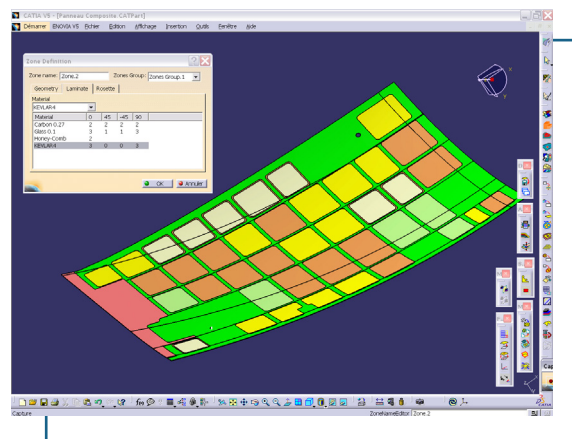 CATIA V5 - [Panneau Composite.CATPart]
Démarrer ENOVIA V5 Fichier Edition Affichage Insertion Outils Fenêtre Aide
Zone Definition
Zone name: Zone.2 Zones Group: Zones Group.1
Geometry Laminate Rosette
Material
KEVLAR4
Material 0 45 -45 90
Carbon 0.27 2 2 2 2
Glass 0.1 3 1 1 3
Honey-Comb 2
KEVLAR4 3 0 0 3
OK Annuler
Cap
Capture ZoneNameEditor Zone.2